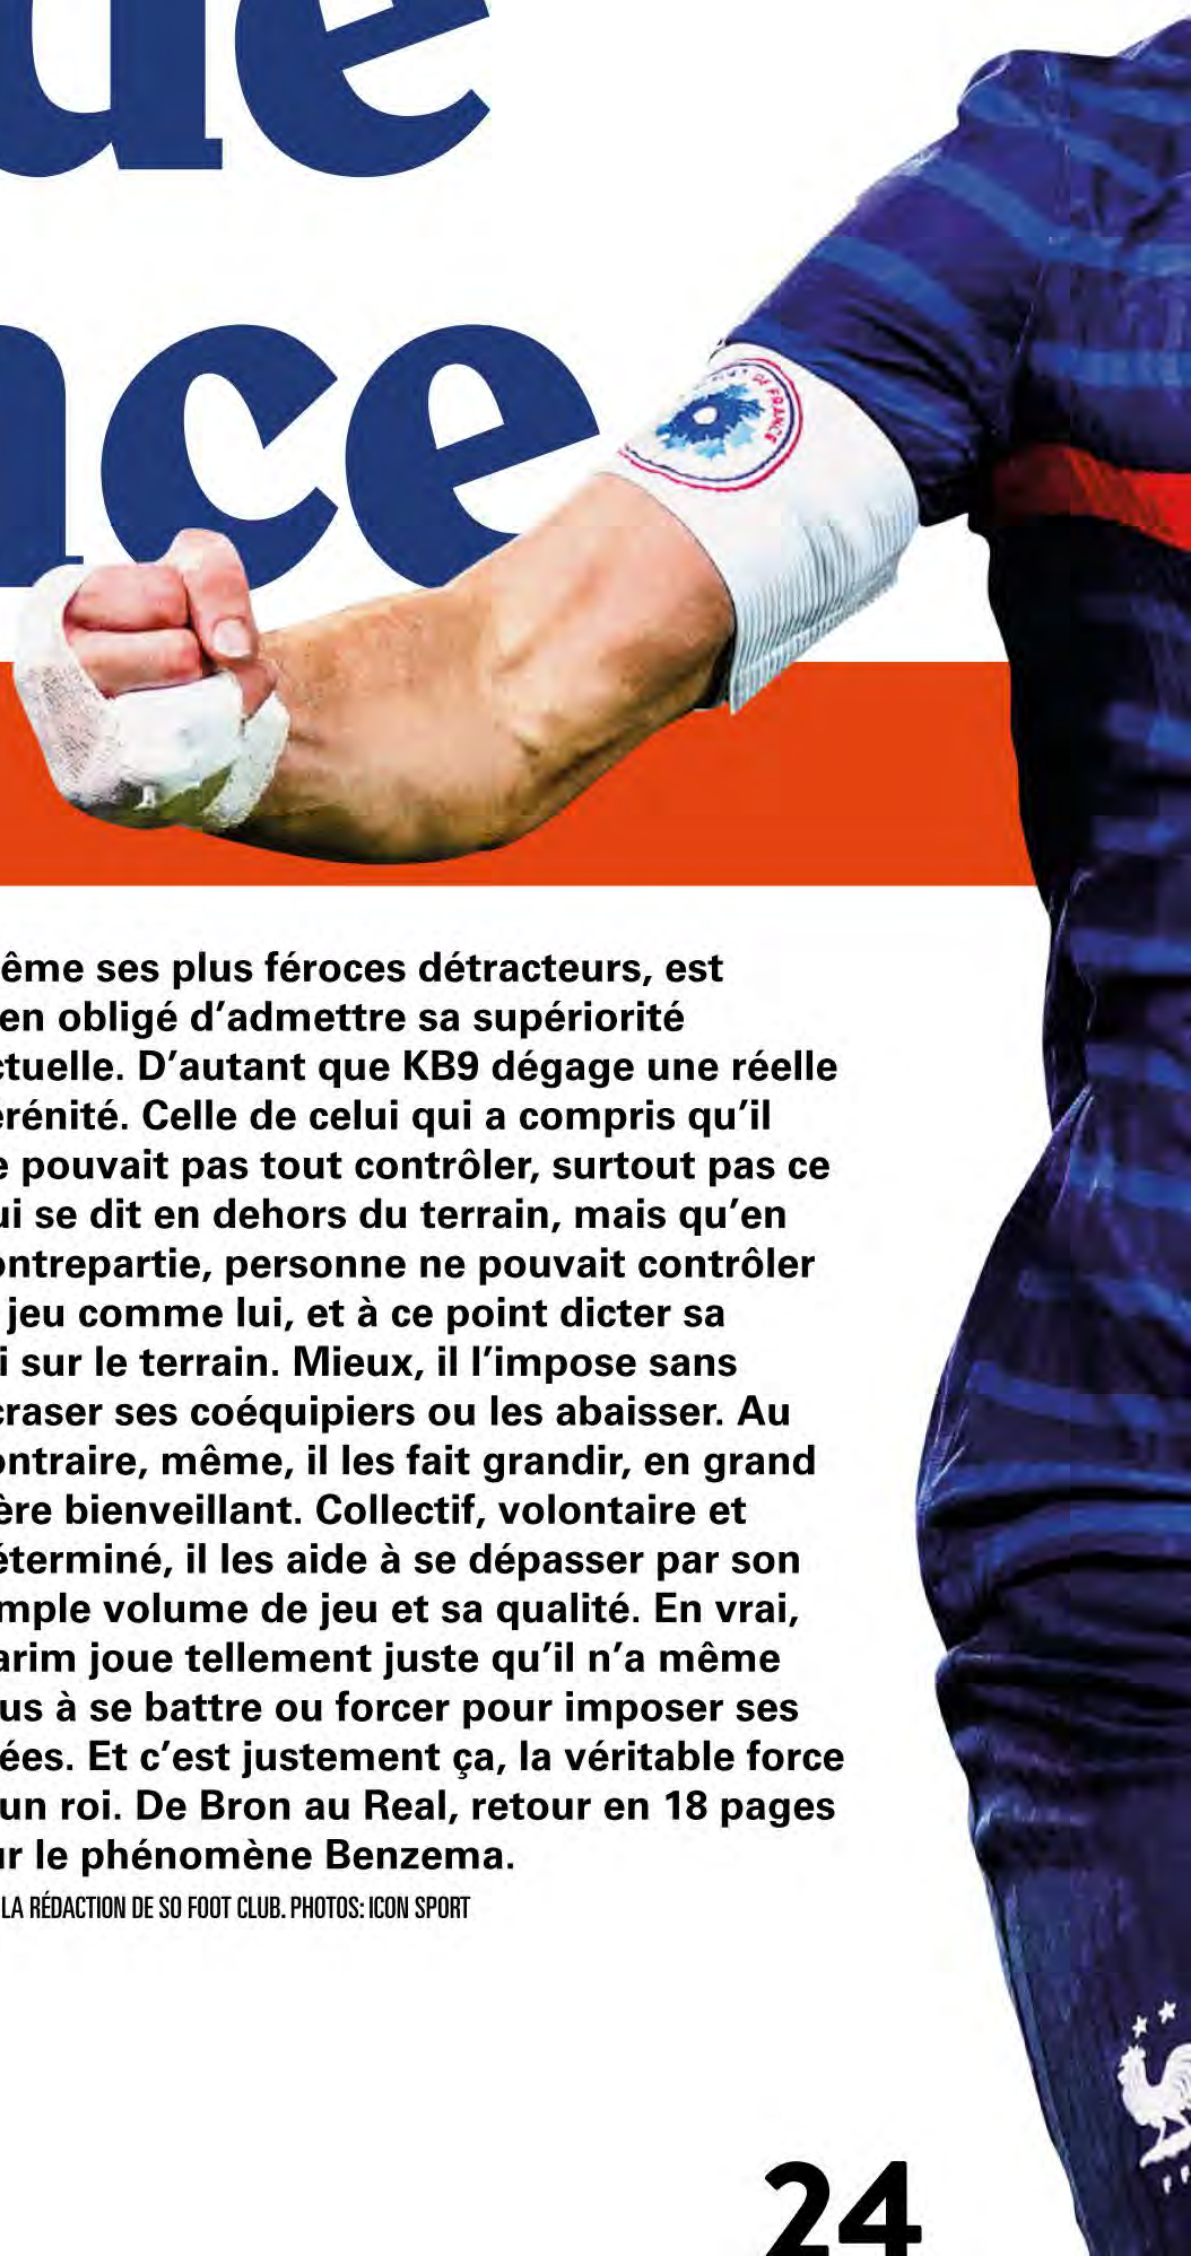 de
nce
ême ses plus féroces détracteurs, est
en obligé d’admettre sa supériorité
ctuelle. D’autant que KB9 dégage une réelle
érénité. Celle de celui qui a compris qu’il
e pouvait pas tout contrôler, surtout pas ce
ui se dit en dehors du terrain, mais qu’en
ontrepartie, personne ne pouvait contrôler
jeu comme lui, et à ce point dicter sa
i sur le terrain. Mieux, il l’impose sans
craser ses coéquipiers ou les abaisser. Au
ontraire, même, il les fait grandir, en grand
ère bienveillant. Collectif, volontaire et
éterminé, il les aide à se dépasser par son
mple volume de jeu et sa qualité. En vrai,
arim joue tellement juste qu’il n’a même
us à se battre ou forcer pour imposer ses
ées. Et c’est justement ça, la véritable force
un roi. De Bron au Real, retour en 18 pages
ur le phénomène Benzema.
LA RÉDACTION DE SO FOOT CLUB. PHOTOS: ICON SPORT
DE FRANCE
24